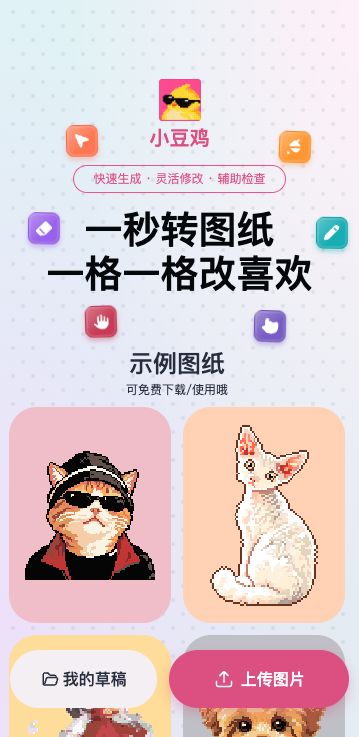 小豆鸡
快速生成 · 灵活修改 · 辅助检查
一秒转图纸
一格一格改喜欢
示例图纸
可免费下载/使用哦
我的草稿
上传图片